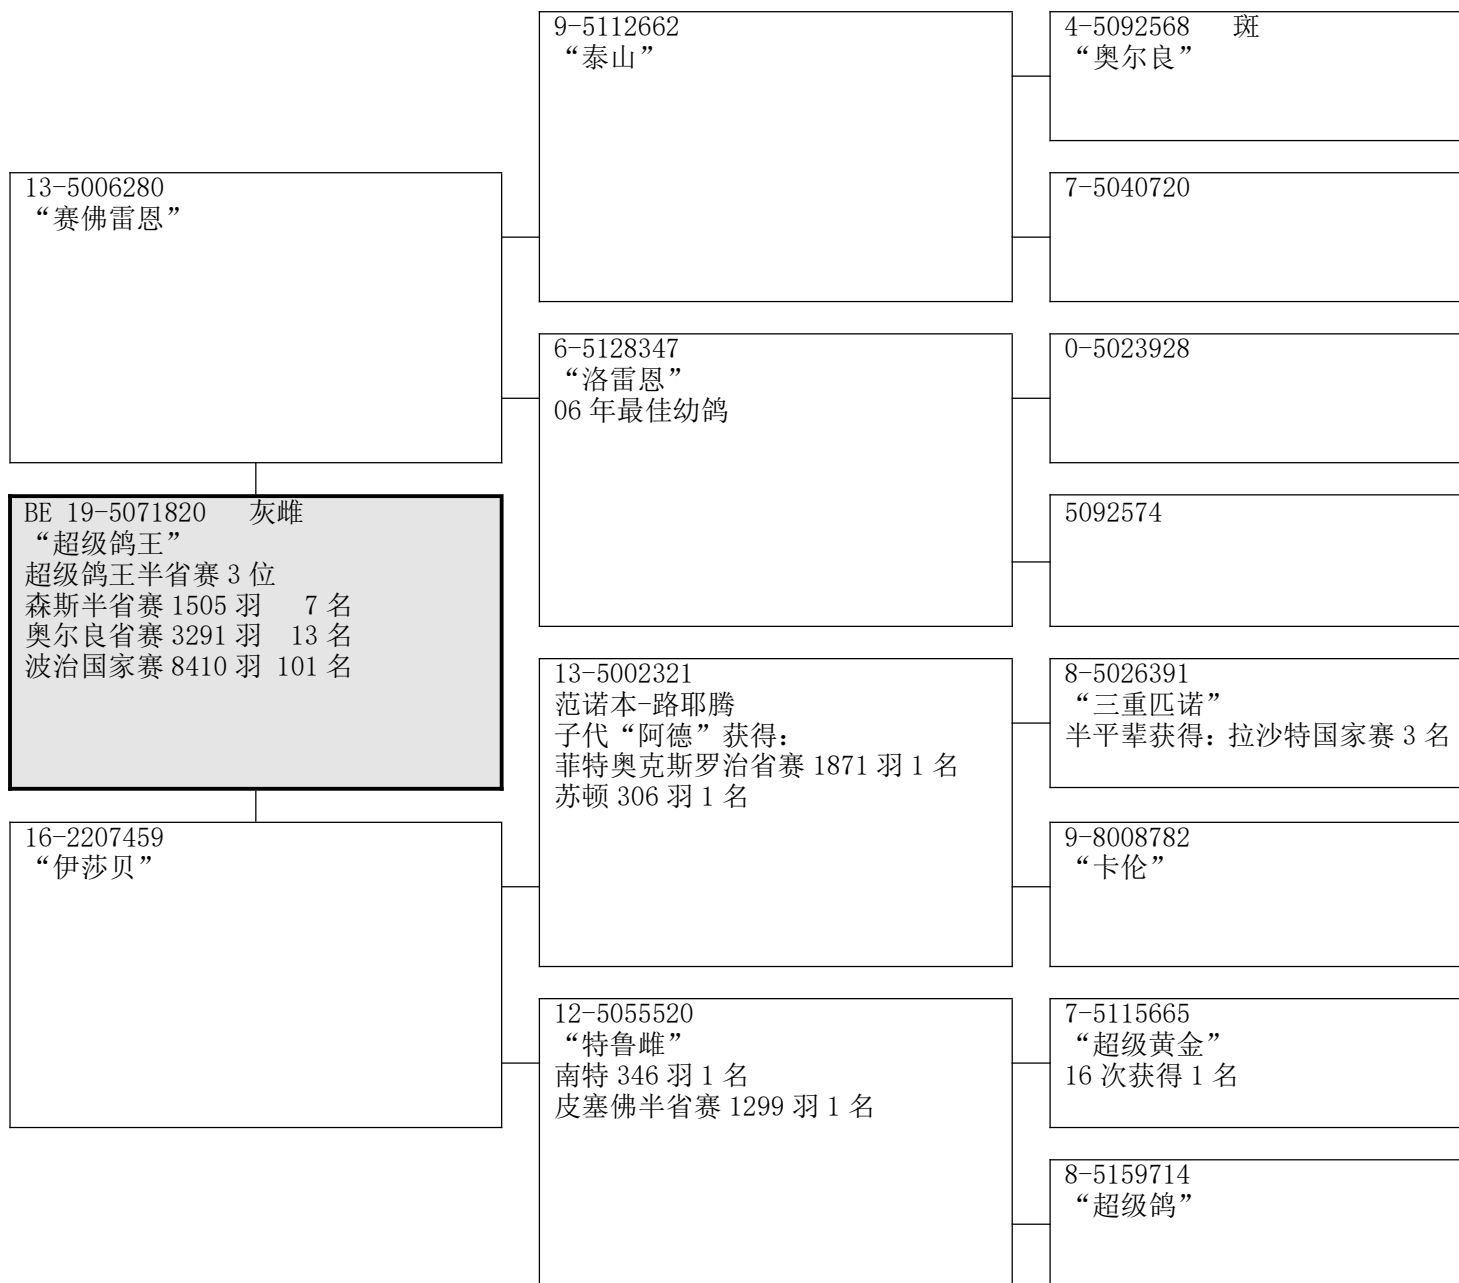 13-5006280
“赛佛雷恩”
BE 19-5071820 灰雌
“超级鸽王”
超级鸽王半省赛 3 位
森斯半省赛 1505 羽 7 名
奥尔良省赛 3291 羽 13 名
波治国家赛 8410 羽 101 名
16-2207459
“伊莎贝”
9-5112662
“泰山”
6-5128347
“洛雷恩”
06 年最佳幼鸽
13-5002321
范诺本-路耶腾
子代“阿德”获得：
菲特奥克斯罗治省赛 1871 羽 1 名
苏顿 306 羽 1 名
12-5055520
“特鲁雌”
南特 346 羽 1 名
皮塞佛半省赛 1299 羽 1 名
4-5092568 斑
“奥尔良”
7-5040720
0-5023928
5092574
8-5026391
“三重匹诺”
半平辈获得：拉沙特国家赛 3 名
9-8008782
“卡伦”
7-5115665
“超级黄金”
16 次获得 1 名
8-5159714
“超级鸽”